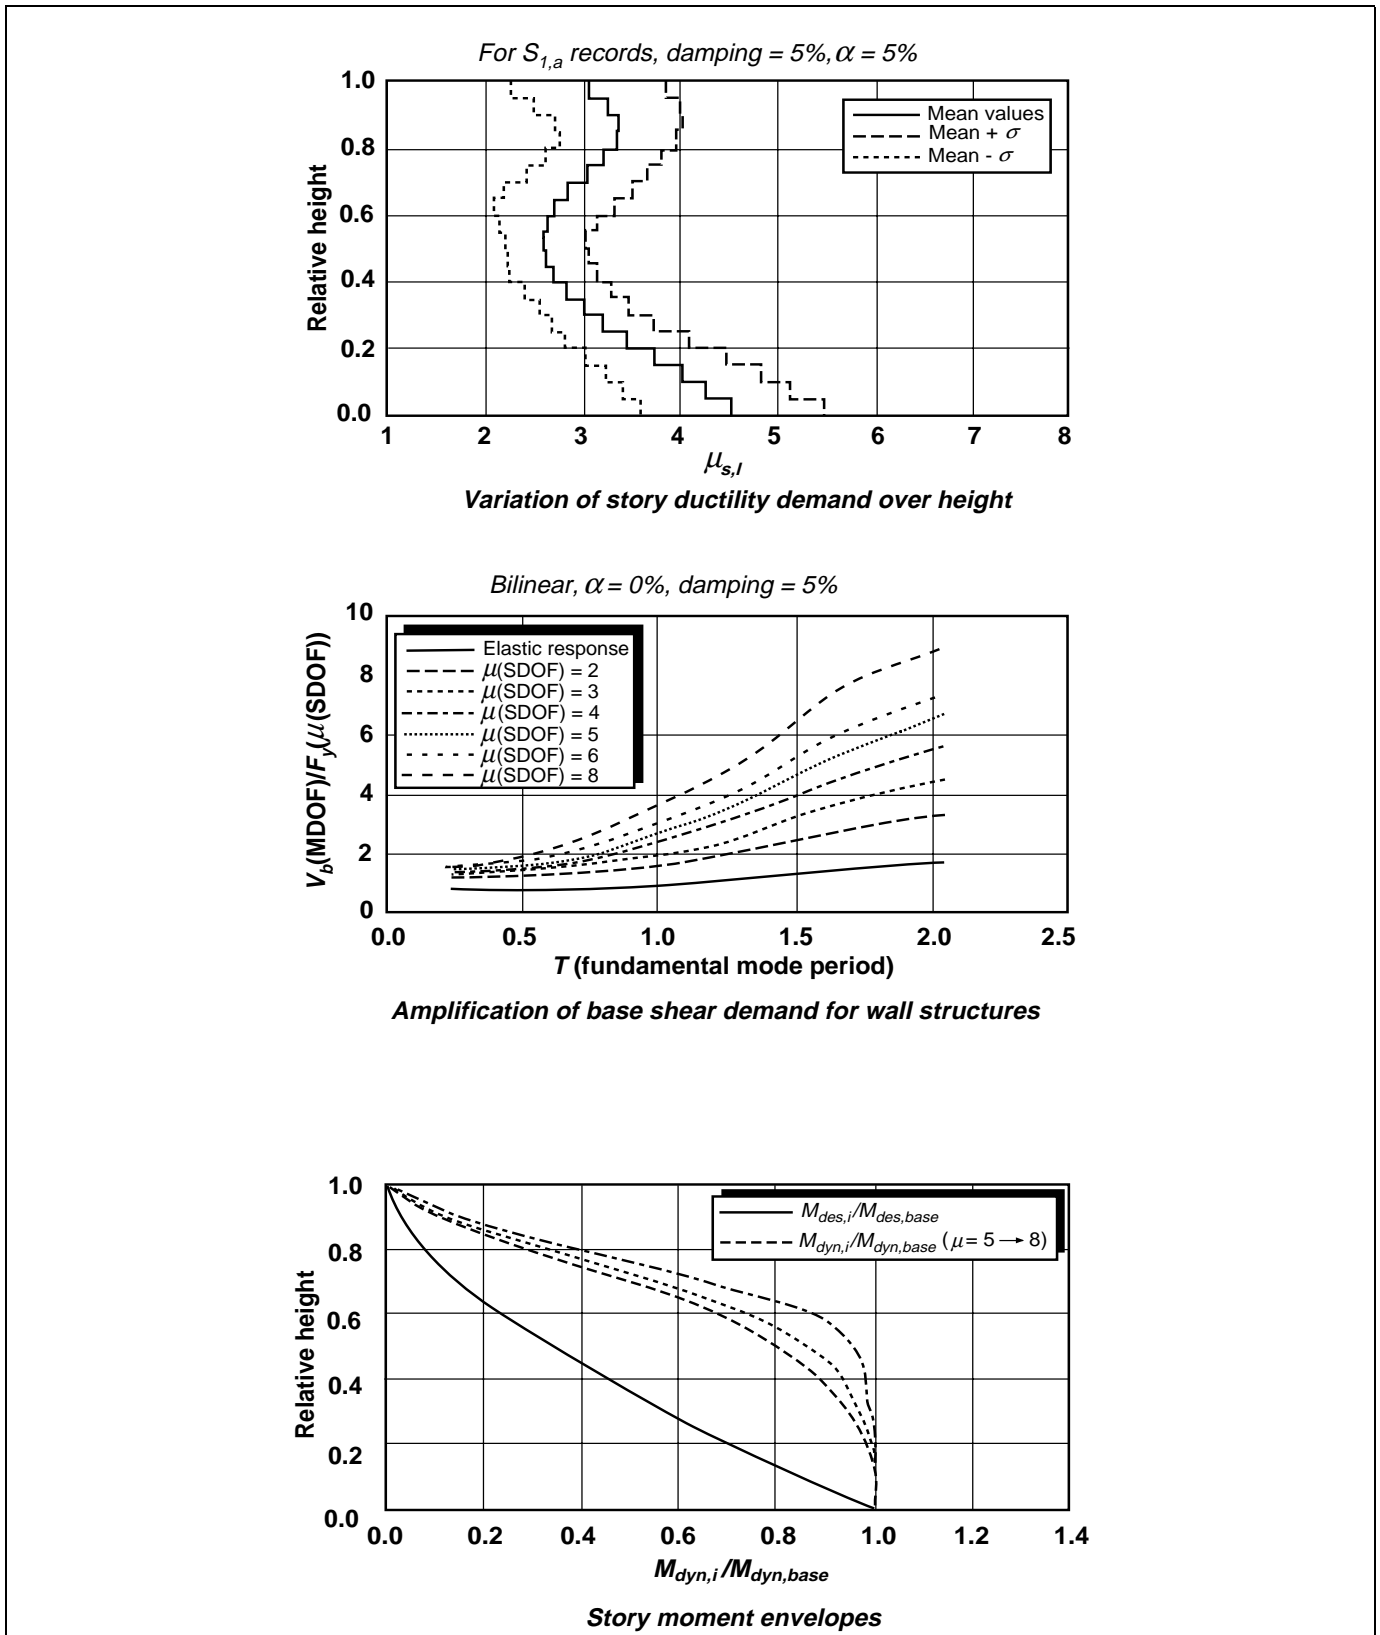 For S1,a records, damping = 5%, α = 5%
1.0
0.8
0.6
0.4
0.2
0.0
Relative height
Mean values
Mean + σ
Mean - σ
1 2 3 4 5 6 7 8
μs,I
Variation of story ductility demand over height
Bilinear, α = 0%, damping = 5%
10
8
6
4
2
0
Vb(MDOF)/Fy(μ(SDOF))
Elastic response
μ(SDOF) = 2
μ(SDOF) = 3
μ(SDOF) = 4
μ(SDOF) = 5
μ(SDOF) = 6
μ(SDOF) = 8
0.0 0.5 1.0 1.5 2.0 2.5
T (fundamental mode period)
Amplification of base shear demand for wall structures
1.0
0.8
0.6
0.4
0.2
0.0
Relative height
Mdes,i/Mdes,base
Mdyn,i/Mdyn,base (μ = 5 → 8)
0.0 0.2 0.4 0.6 0.8 1.0 1.2 1.4
Mdyn,i/Mdyn,base
Story moment envelopes